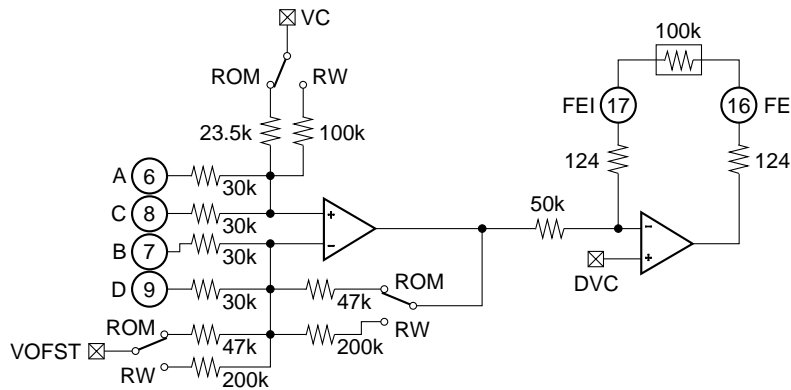 VC
100k
ROM
RW
FEI 17
16 FE
23.5k
100k
124
124
A 6
30k
C 8
30k
50k
+
-
B 7
30k
-
+
D 9
30k
ROM
47k
DVC
ROM
RW
VOFST
47k
200k
RW
200k